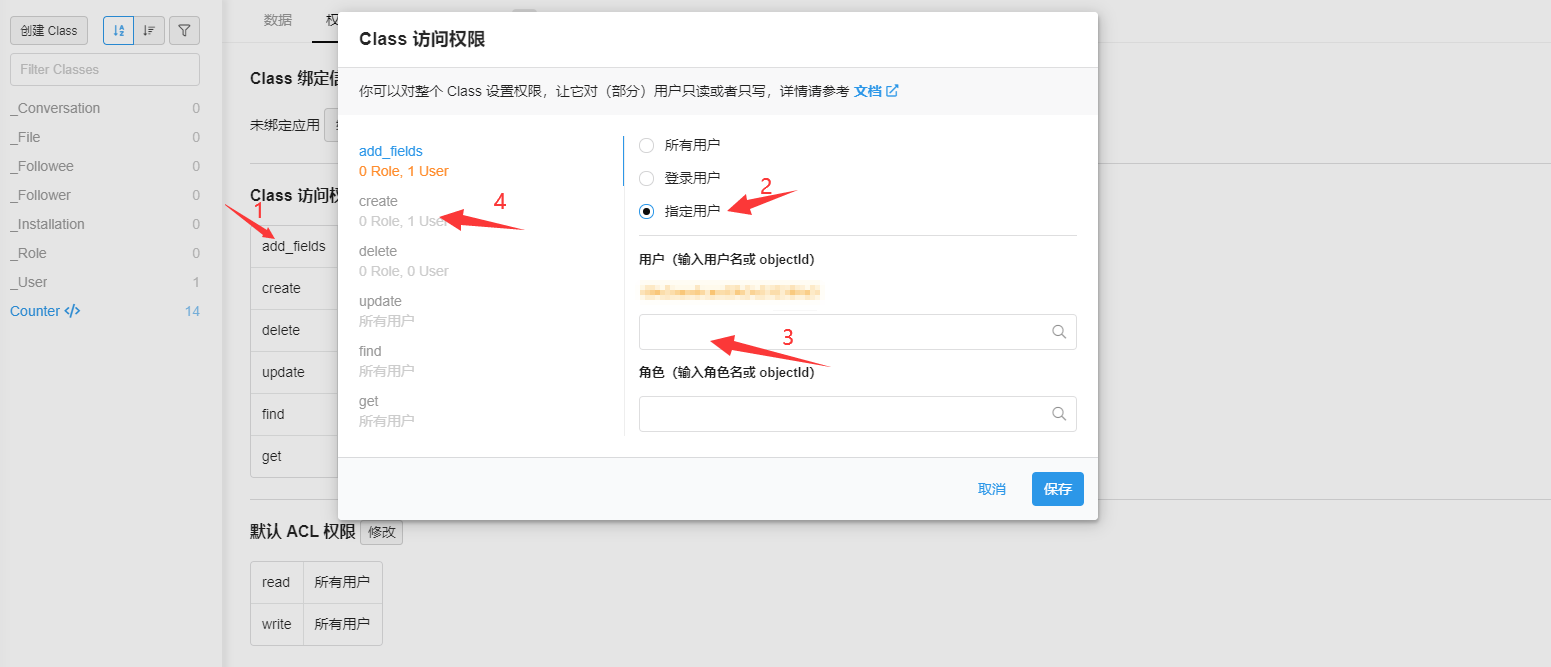 创建 Class
Filter Classes
_Conversation 0
_File 0
_Followee 0
_Follower 0
_Installation 0
_Role 0
_User 1
Counter </> 14
数据
Class 绑定信
未绑定应用
Class 访问权
1
add_fields
create
delete
update
find
get
默认 ACL 权限 修改
read 所有用户
write 所有用户
Class 访问权限
你可以对整个 Class 设置权限，让它对（部分）用户只读或者只写，详情请参考 文档
add_fields
0 Role, 1 User
create
0 Role, 1 User
4
delete
0 Role, 0 User
update
所有用户
find
所有用户
get
所有用户
所有用户
登录用户
指定用户
2
用户（输入用户名或 objectId）
3
角色（输入角色名或 objectId）
取消 保存